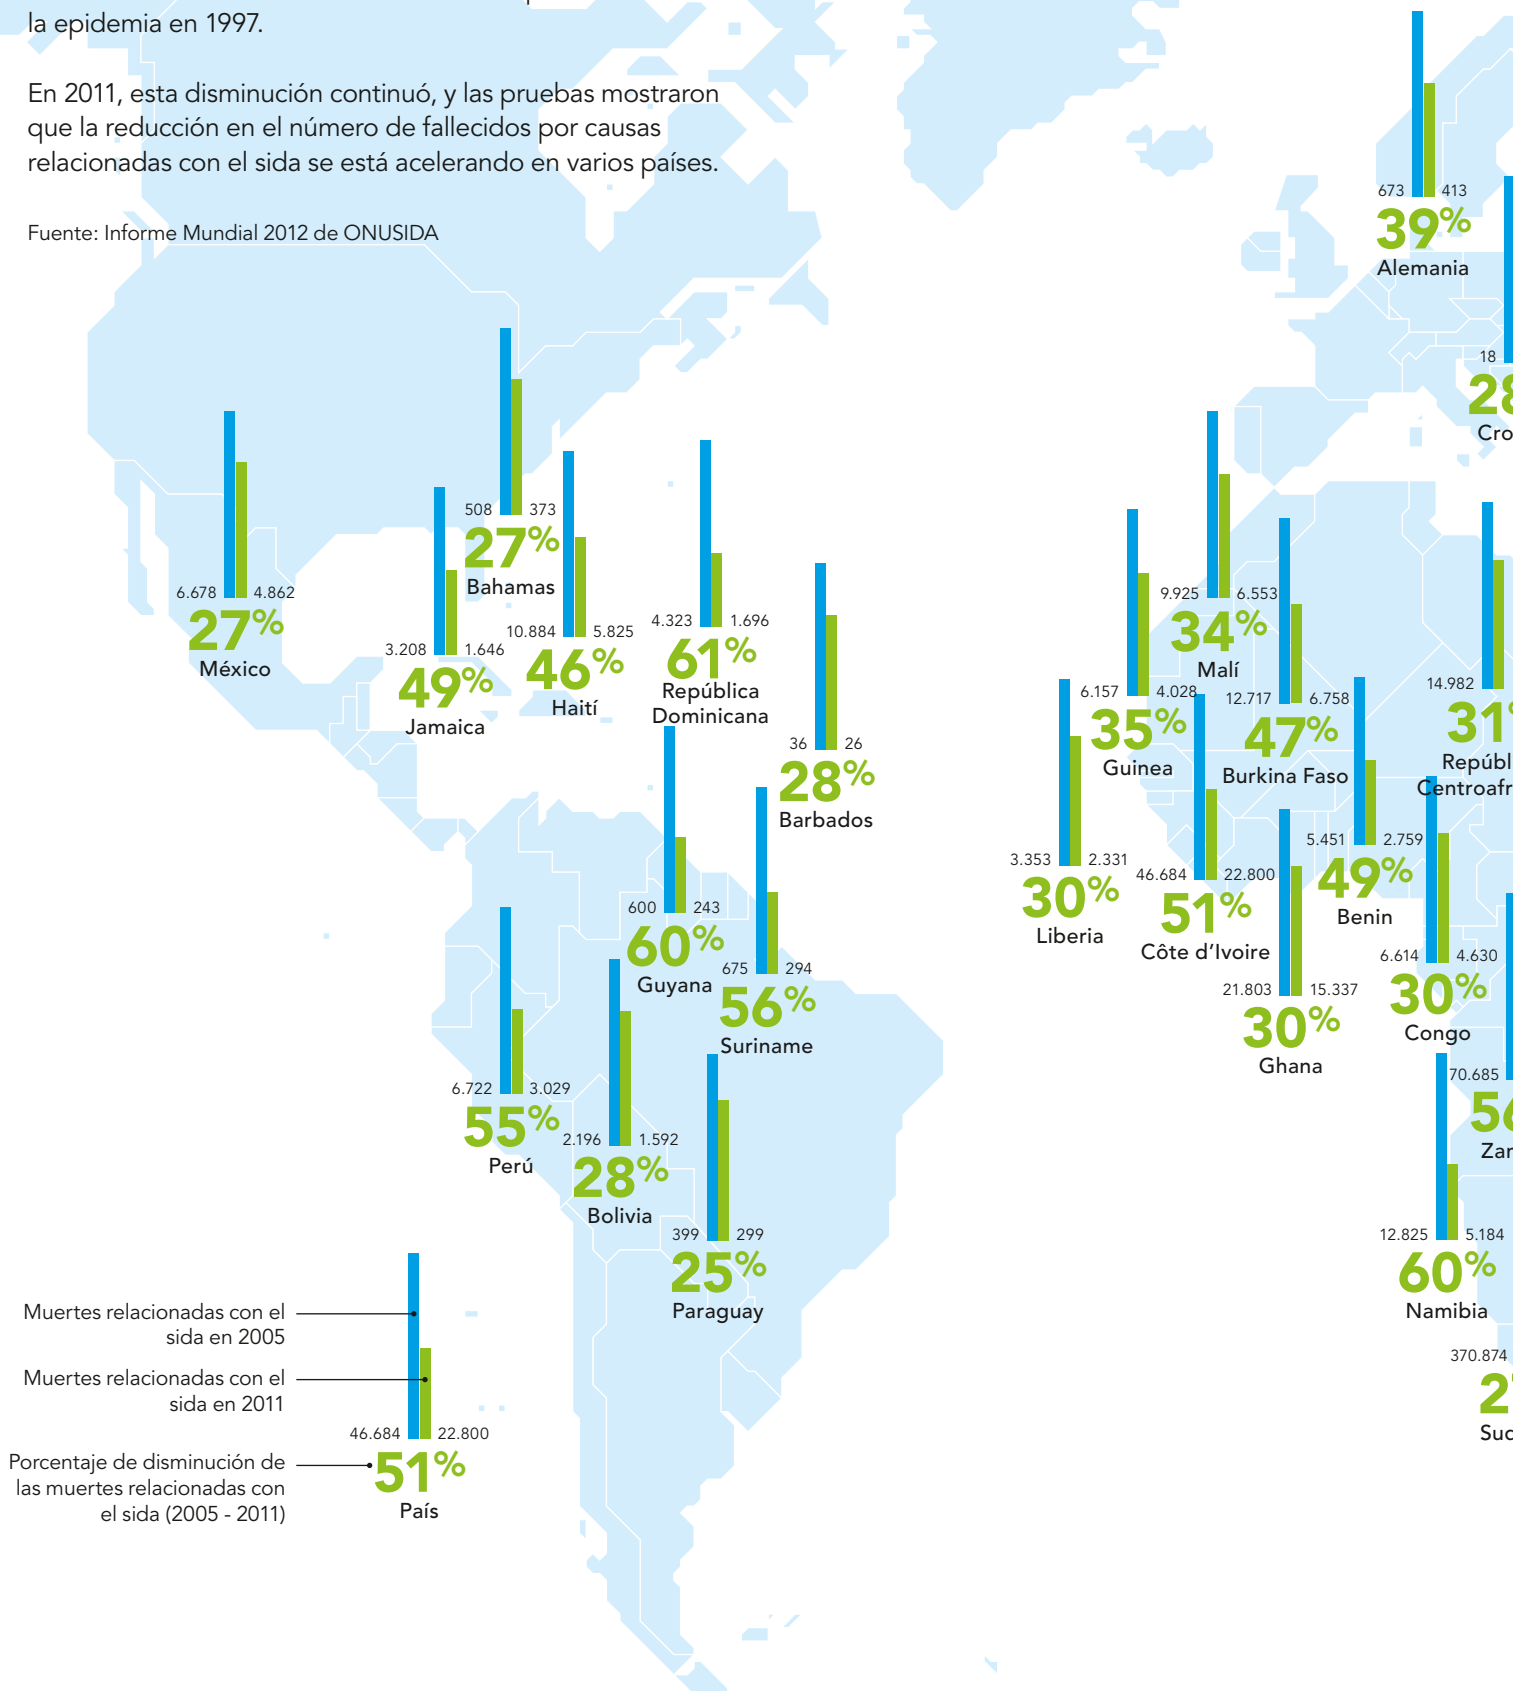 la epidemia en 1997.
En 2011, esta disminución continuó, y las pruebas mostraron
que la reducción en el número de fallecidos por causas
relacionadas con el sida se está acelerando en varios países.
Fuente: Informe Mundial 2012 de ONUSIDA
673 413
39%
Alemania
18
508 373
27%
Bahamas
6.678 4.862
27%
México
3.208 1.646
49%
Jamaica
10.884 5.825
46%
Haití
4.323 1.696
61%
República
Dominicana
36 26
28%
Barbados
600 243
60%
Guyana
675 294
56%
Suriname
6.722 3.029
55%
Perú
2.196 1.592
28%
Bolivia
399 299
25%
Paraguay
9.925 6.553
34%
Malí
6.157 4.028
35%
Guinea
12.717 6.758
47%
Burkina Faso
14.982
31
3.353 2.331
30%
Liberia
46.684 22.800
51%
Côte d'Ivoire
5.451 2.759
49%
Benin
21.803 15.337
30%
Ghana
6.614 4.630
30%
Congo
70.685
12.825 5.184
60%
Namibia
370.874
Muertes relacionadas con el
sida en 2005
Muertes relacionadas con el
sida en 2011
46.684 22.800
Porcentaje de disminución de
las muertes relacionadas con
el sida (2005 - 2011)
51%
País